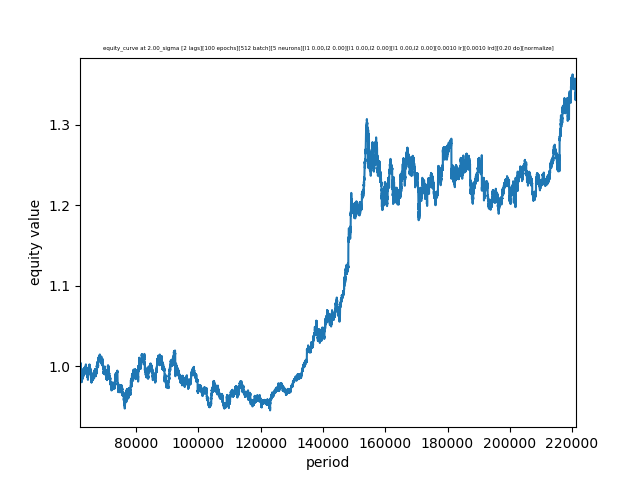 equity_curve at 2.00_sigma [2 lags][100 epochs][512 batch][5 neurons][l1 0.00,l2 0.00][l1 0.00,l2 0.00][l1 0.00,l2 0.00][0.0010 lr][0.0010 lrd][0.20 do][normalize]
1.3
1.2
1.1
1.0
equity value
80000 100000 120000 140000 160000 180000 200000 220000
period